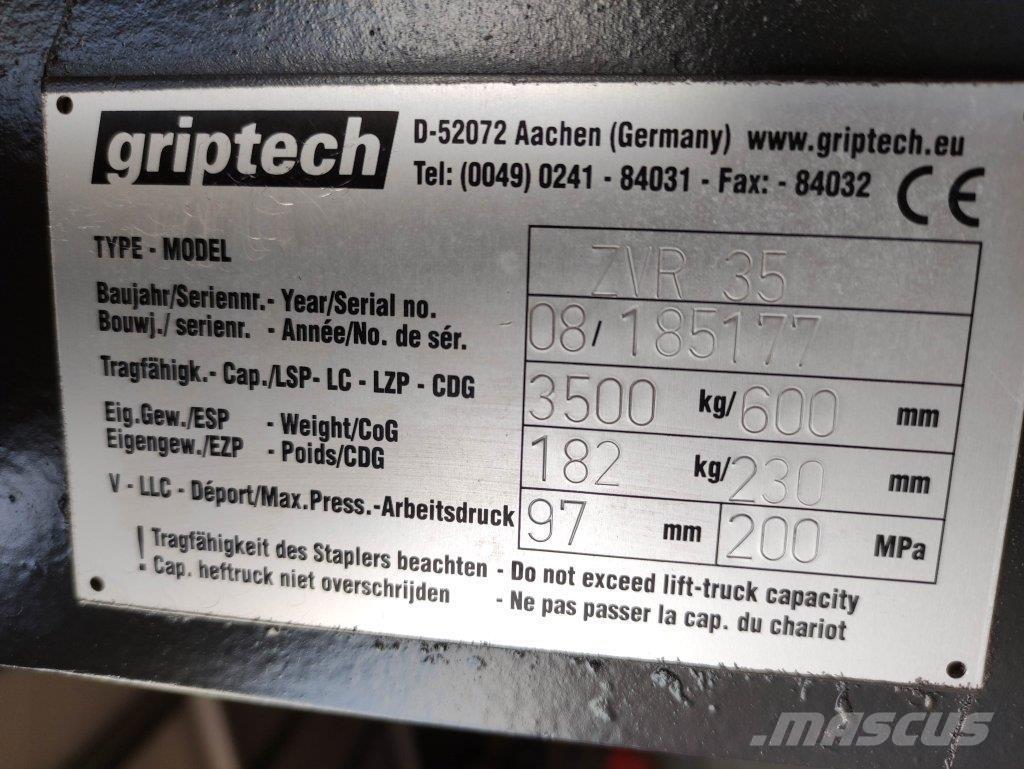 griptech D-52072 Aachen (Germany) www.griptech.eu
Tel: (0049) 0241 - 84031 - Fax: - 84032 CE
TYPE - MODEL ZVR 35
Baujahr/Seriennr.- Year/Serial no.
Bouwj./ serienr. - Année/No. de sér. 08/185177
Tragfähigk.- Cap./LSP- LC - LZP - CDG 3500 kg/600 mm
Eig.Gew./ESP - Weight/CoG
Eigengew./EZP - Poids/CDG 182 kg/230 mm
V - LLC - Déport/Max.Press.-Arbeitsdruck 97 mm 200 MPa
! Tragfähigkeit des Staplers beachten - Do not exceed lift-truck capacity
Cap. heftruck niet overschrijden - Ne pas passer la cap. du chariot
MASCUS